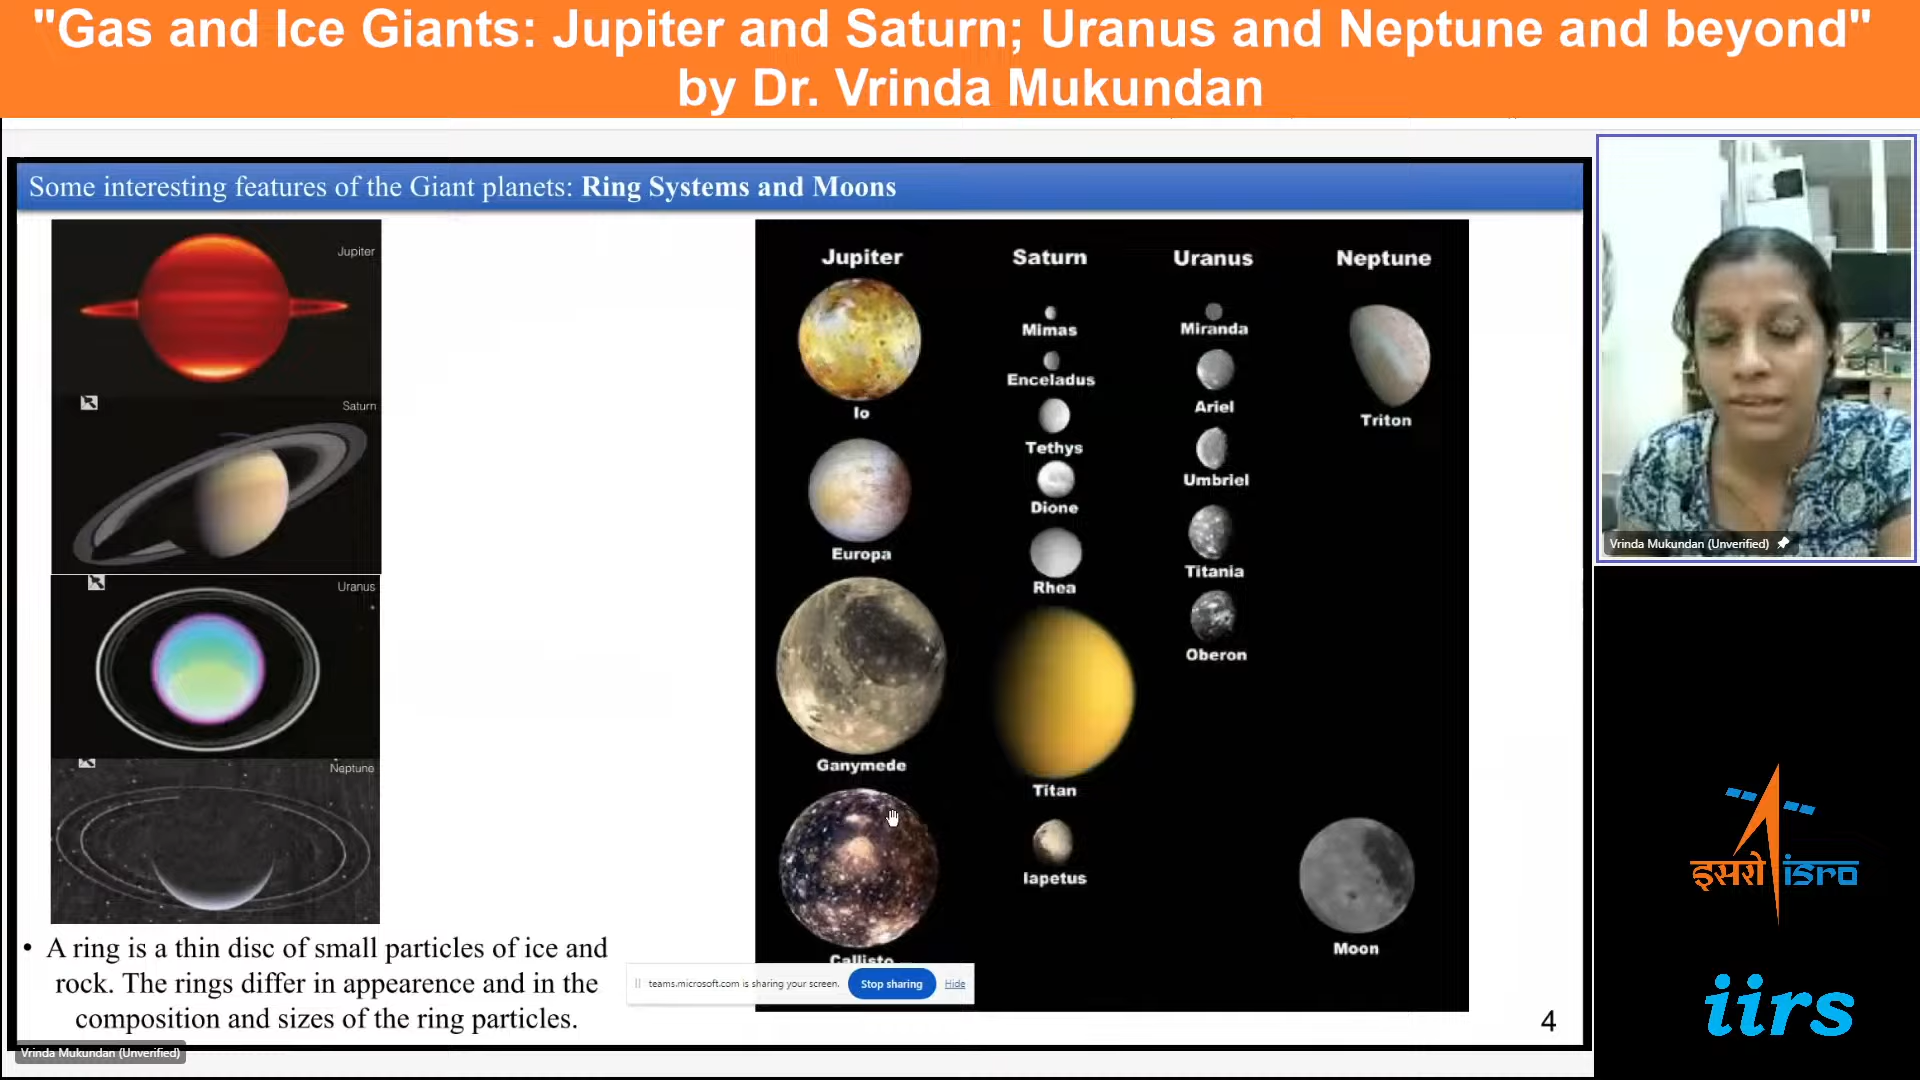 "Gas and Ice Giants: Jupiter and Saturn; Uranus and Neptune and beyond"
by Dr. Vrinda Mukundan
Some interesting features of the Giant planets: Ring Systems and Moons
Jupiter
Saturn
Uranus
Neptune
Jupiter
Saturn
Uranus
Neptune
Io
Europa
Ganymede
Callisto
Mimas
Enceladus
Tethys
Dione
Rhea
Titan
Iapetus
Miranda
Ariel
Umbriel
Titania
Oberon
Triton
Moon
• A ring is a thin disc of small particles of ice and
rock. The rings differ in appearence and in the
composition and sizes of the ring particles.
teams.microsoft.com is sharing your screen. Stop sharing Hide
4
Vrinda Mukundan (Unverified)
Vrinda Mukundan (Unverified)
इसरो isro
iirs